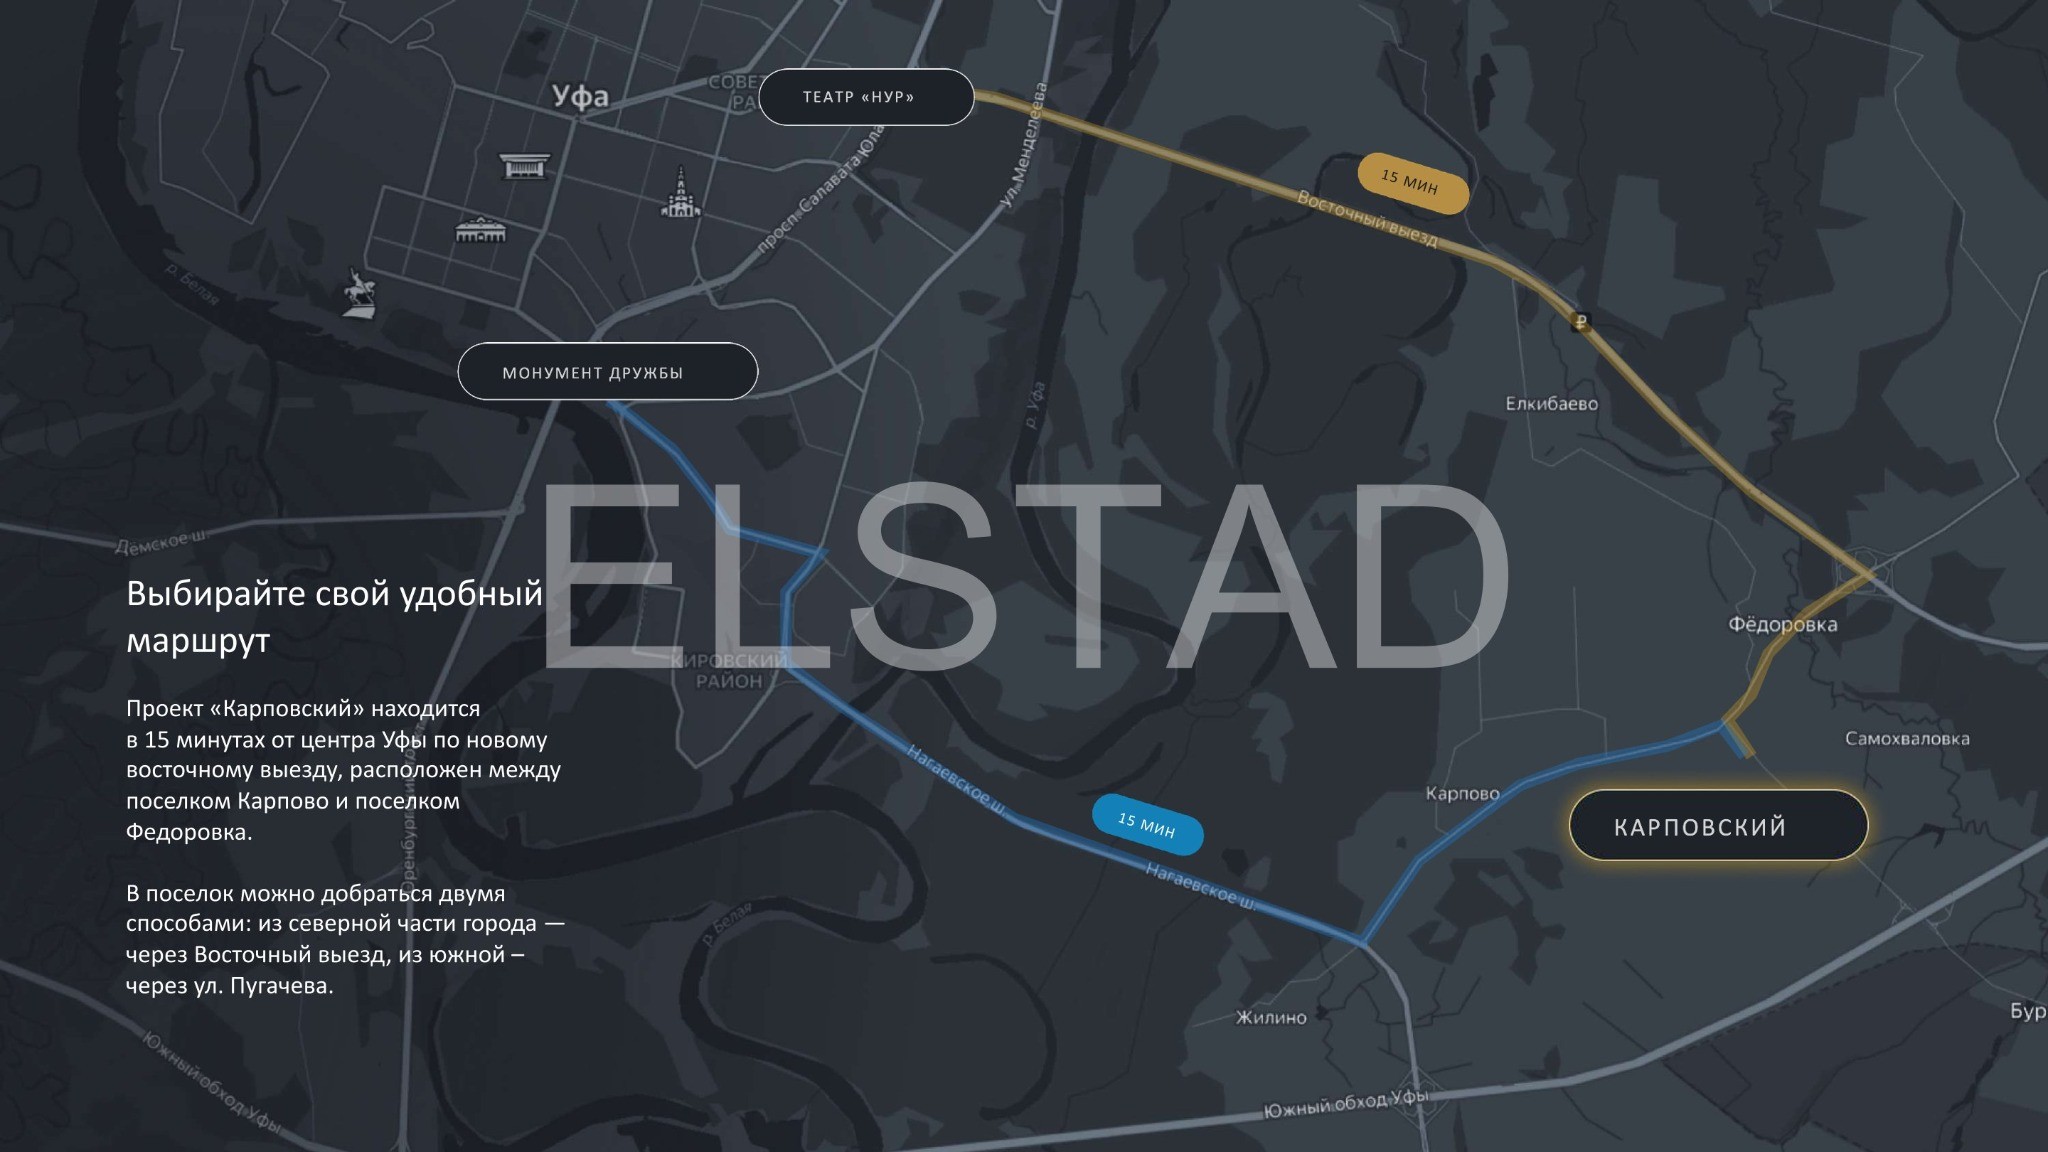 Уфа
ТЕАТР «НУР»
просп. Салавата Юла
ул. Менделеева
15 МИН
Восточный выезд
р. Белая
₽
МОНУМЕНТ ДРУЖБЫ
р. Уфа
Елкибаево
ELSTAD
Дёмское ш.
Выбирайте свой удобный
маршрут
Фёдоровка
КИРОВСКИЙ
РАЙОН
Проект «Карповский» находится
в 15 минутах от центра Уфы по новому
восточному выезду, расположен между
поселком Карпово и поселком
Федоровка.
Самохваловка
Нагаевское ш.
Карпово
15 МИН
КАРПОВСКИЙ
Нагаевское ш.
В поселок можно добраться двумя
способами: из северной части города —
через Восточный выезд, из южной –
через ул. Пугачева.
р. Белая
Жилино
Бур
Южный обход Уфы
Южный обход Уфы